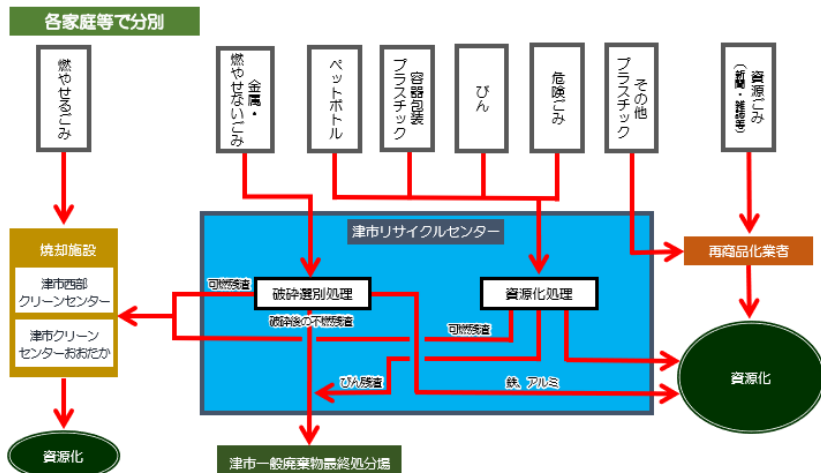 各家庭等で分別
燃やせるごみ
金属・
燃やせないごみ
ペットボトル
容器包装
プラスチック
びん
危険ごみ
その他
プラスチック
資源ごみ
（新聞・雑誌等）
津市リサイクルセンター
焼却施設
津市西部
クリーンセンター
津市クリーン
センターおおたか
再商品化業者
可燃残渣
破砕選別処理
資源化処理
破砕後の不燃残渣
可燃残渣
びん残渣
鉄、アルミ
資源化
資源化
津市一般廃棄物最終処分場